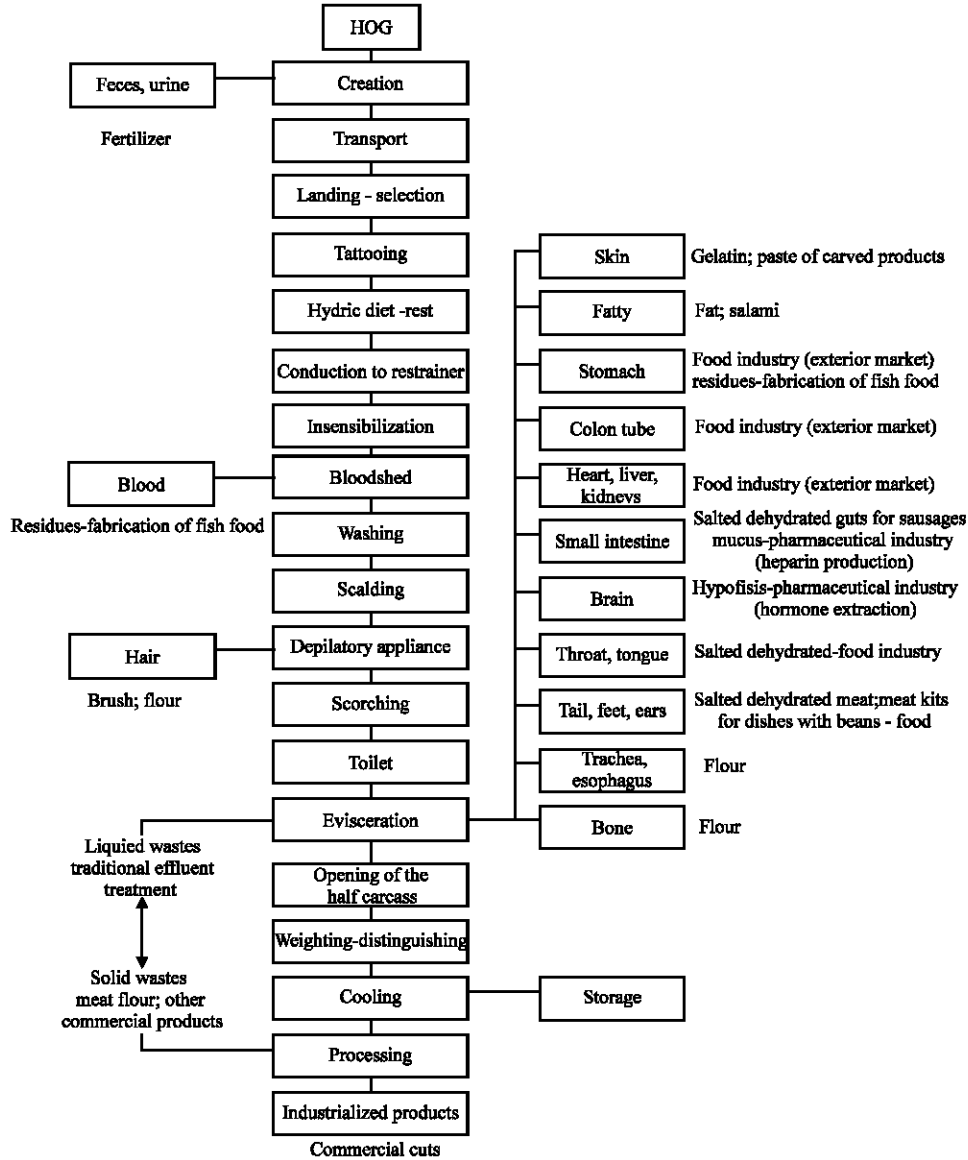 HOG
Feces, urine
Creation
Fertilizer
Transport
Landing - selection
Tattooing
Hydric diet -rest
Conduction to restrainer
Insensibilization
Blood
Bloodshed
Residues-fabrication of fish food
Washing
Scalding
Hair
Depilatory appliance
Brush; flour
Scorching
Toilet
Evisceration
Liquied wastes
traditional effluent
treatment
Opening of the
half carcass
Weighting-distinguishing
Solid wastes
meat flour; other
commercial products
Cooling
Storage
Processing
Industrialized products
Commercial cuts
Skin
Gelatin; paste of carved products
Fatty
Fat; salami
Stomach
Food industry (exterior market)
residues-fabrication of fish food
Colon tube
Food industry (exterior market)
Heart, liver,
kidnevs
Food industry (exterior market)
Small intestine
Salted dehydrated guts for sausages
mucus-pharmaceutical industry
(heparin production)
Brain
Hypofisis-pharmaceutical industry
(hormone extraction)
Throat, tongue
Salted dehydrated-food industry
Tail, feet, ears
Salted dehydrated meat;meat kits
for dishes with beans - food
Trachea,
esophagus
Flour
Bone
Flour